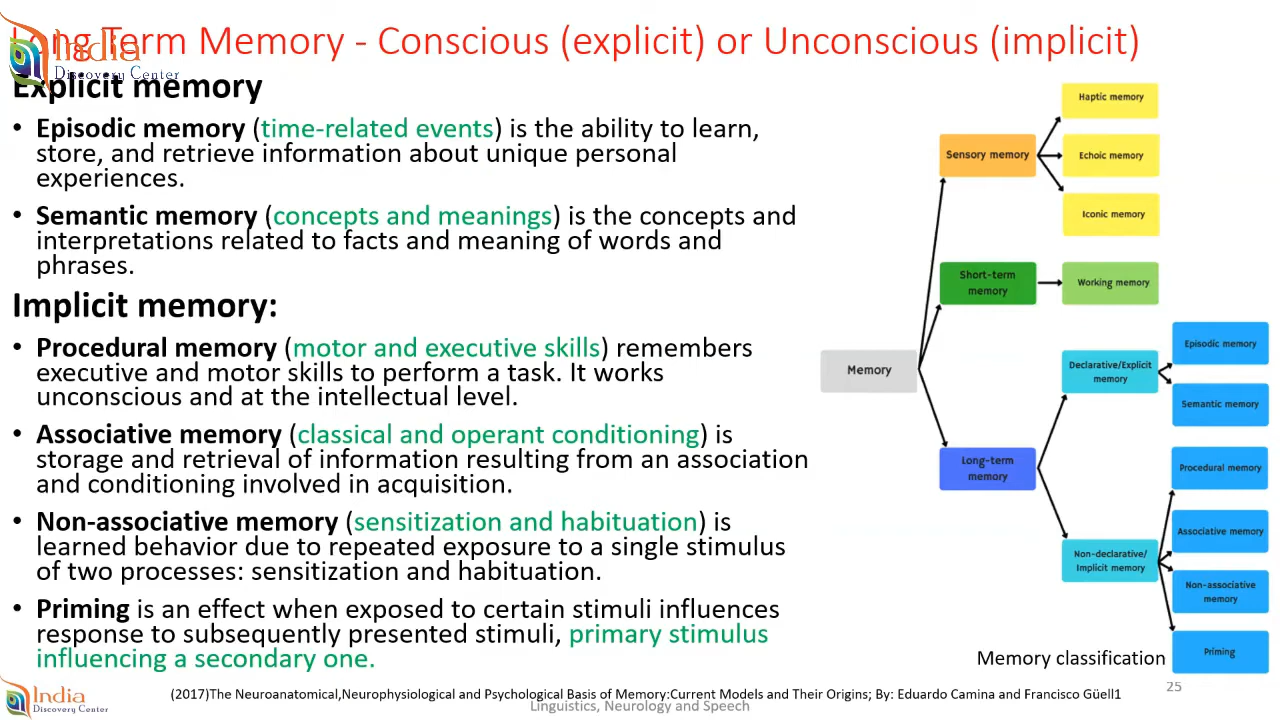 Long Term Memory - Conscious (explicit) or Unconscious (implicit)
India
Discovery Center
Explicit memory
• Episodic memory (time-related events) is the ability to learn,
store, and retrieve information about unique personal
experiences.
• Semantic memory (concepts and meanings) is the concepts and
interpretations related to facts and meaning of words and
phrases.
Implicit memory:
• Procedural memory (motor and executive skills) remembers
executive and motor skills to perform a task. It works
unconscious and at the intellectual level.
• Associative memory (classical and operant conditioning) is
storage and retrieval of information resulting from an association
and conditioning involved in acquisition.
• Non-associative memory (sensitization and habituation) is
learned behavior due to repeated exposure to a single stimulus
of two processes: sensitization and habituation.
• Priming is an effect when exposed to certain stimuli influences
response to subsequently presented stimuli, primary stimulus
influencing a secondary one.
Memory
Sensory memory
Haptic memory
Echoic memory
Iconic memory
Short-term
memory
Working memory
Long-term
memory
Declarative/Explicit
memory
Episodic memory
Semantic memory
Non-declarative/
Implicit memory
Procedural memory
Associative memory
Non-associative
memory
Priming
Memory classification
25
India
Discovery Center
(2017)The Neuroanatomical,Neurophysiological and Psychological Basis of Memory:Current Models and Their Origins; By: Eduardo Camina and Francisco Güell1
Linguistics, Neurology and Speech